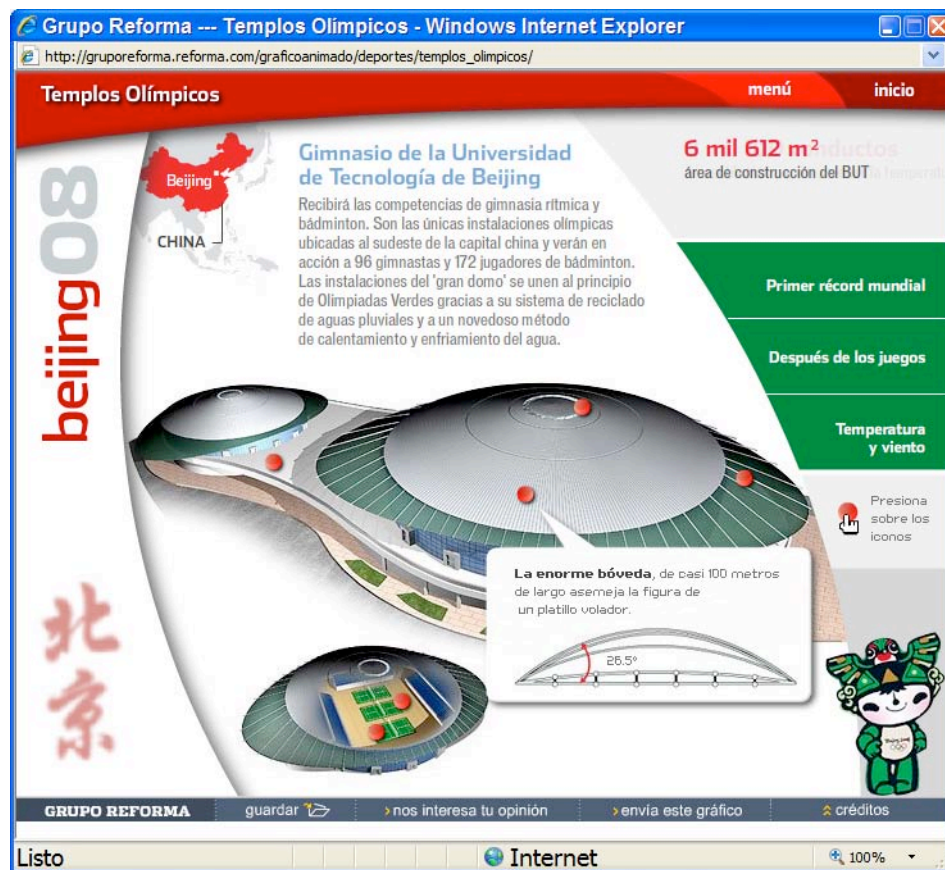 Grupo Reforma --- Templos Olímpicos - Windows Internet Explorer
http://gruporeforma.reforma.com/graficoanimado/deportes/templos_olimpicos/
Templos Olímpicos
menú
inicio
beijing08
Beijing
CHINA
Gimnasio de la Universidad
de Tecnología de Beijing
Recibirá las competencias de gimnasia rítmica y
bádminton. Son las únicas instalaciones olímpicas
ubicadas al sudeste de la capital china y verán en
acción a 96 gimnastas y 172 jugadores de bádminton.
Las instalaciones del 'gran domo' se unen al principio
de Olimpiadas Verdes gracias a su sistema de reciclado
de aguas pluviales y a un novedoso método
de calentamiento y enfriamiento del agua.
6 mil 612 m²
área de construcción del BUT
Primer récord mundial
Después de los juegos
Temperatura
y viento
Presiona
sobre los
iconos
La enorme bóveda, de casi 100 metros
de largo asemeja la figura de
un platillo volador.
26.5°
北
京
GRUPO REFORMA
guardar
nos interesa tu opinión
envía este gráfico
créditos
Listo
Internet
100%